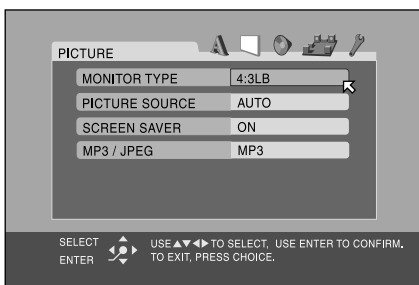 PICTURE
MONITOR TYPE 4:3LB
PICTURE SOURCE AUTO
SCREEN SAVER ON
MP3 / JPEG MP3
SELECT USE▲▼◀▶ TO SELECT, USE ENTER TO CONFIRM.
ENTER TO EXIT, PRESS CHOICE.